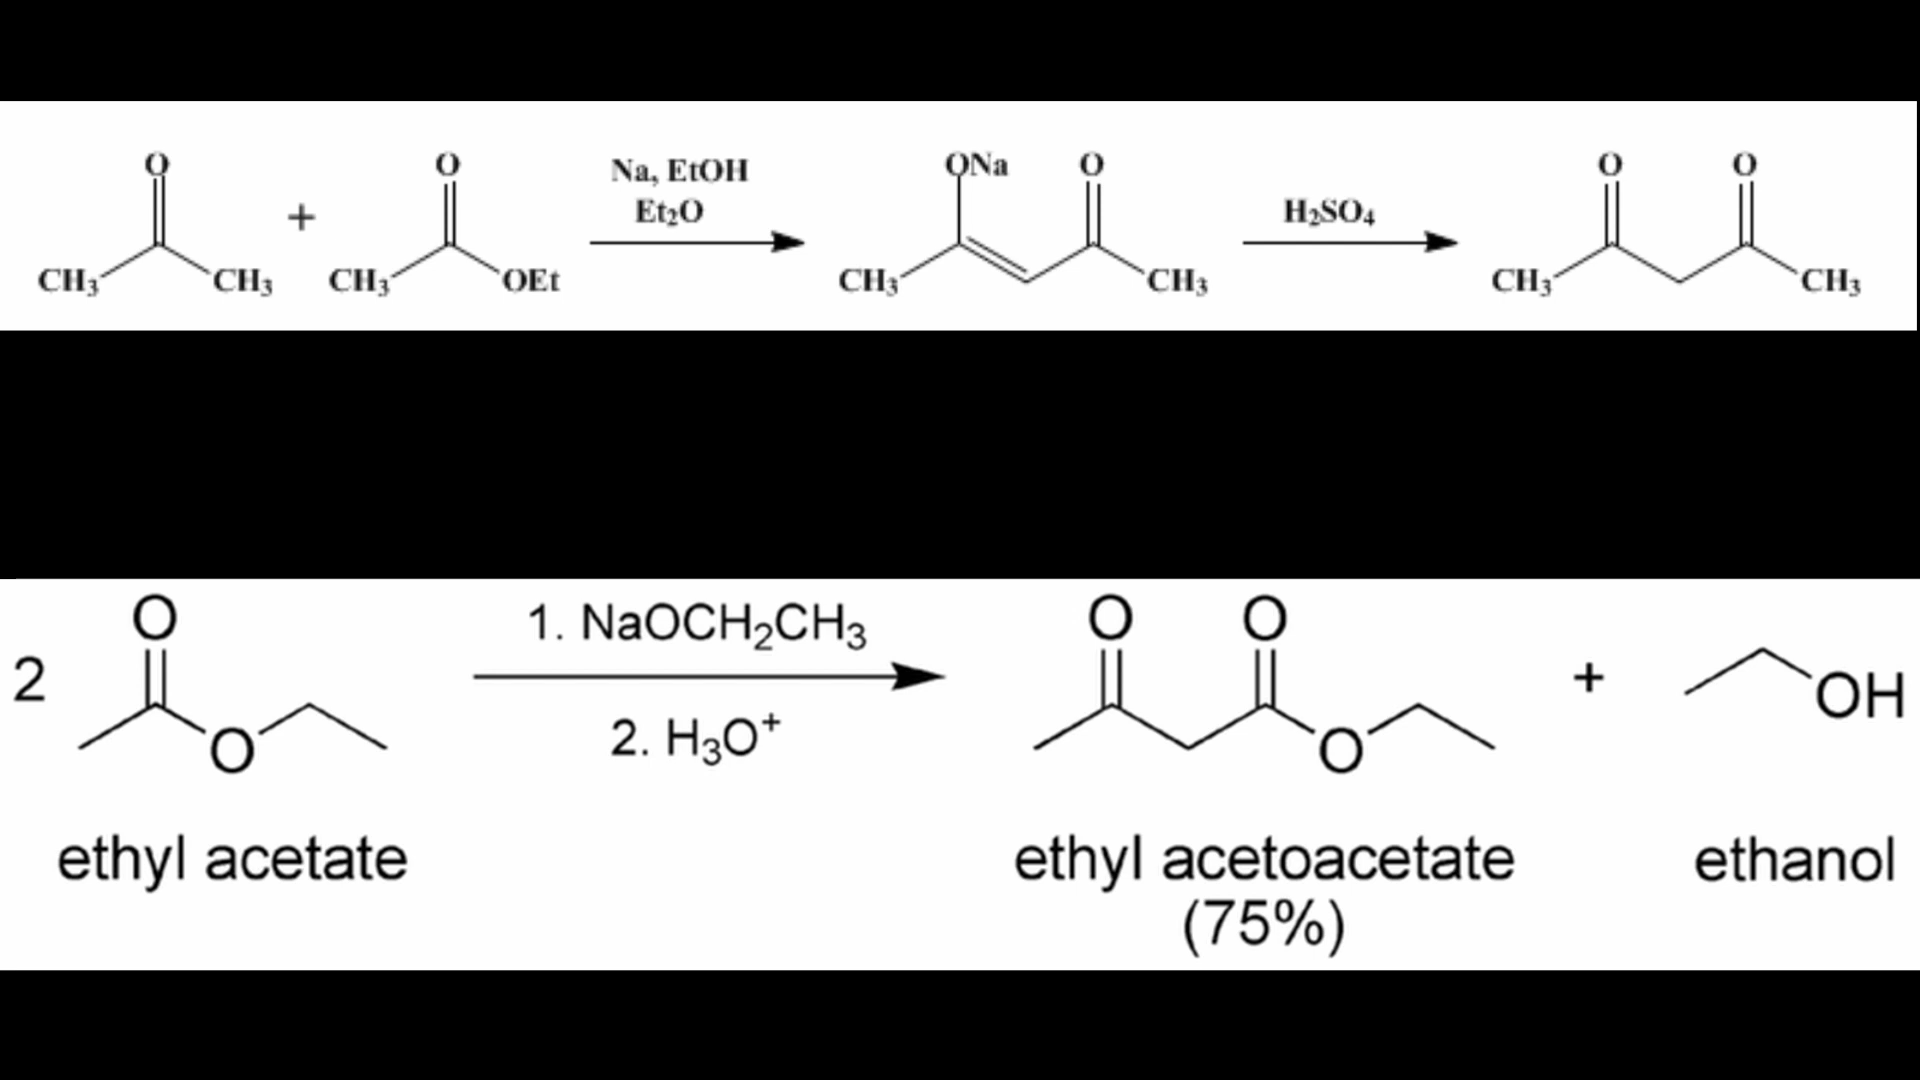 O + O Na, EtOH ONa O O O
Et₂O H₂SO₄
CH₃ CH₃ CH₃ OEt CH₃ CH₃ CH₃ CH₃
O 1. NaOCH₂CH₃ O O
2 O 2. H₃O⁺ O + OH
ethyl acetate ethyl acetoacetate ethanol
(75%)